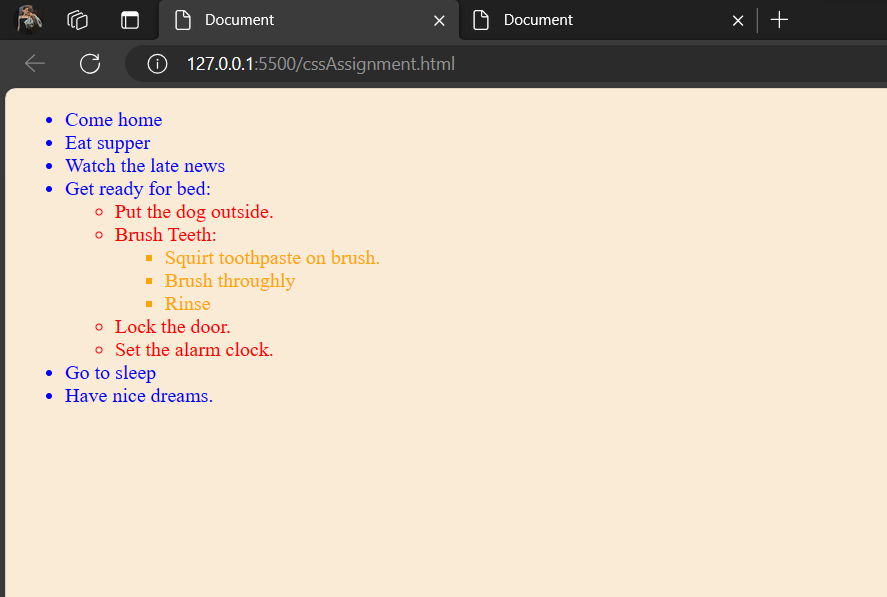 Document
Document
127.0.0.1:5500/cssAssignment.html
Come home
Eat supper
Watch the late news
Get ready for bed:
Put the dog outside.
Brush Teeth:
Squirt toothpaste on brush.
Brush throughly
Rinse
Lock the door.
Set the alarm clock.
Go to sleep
Have nice dreams.